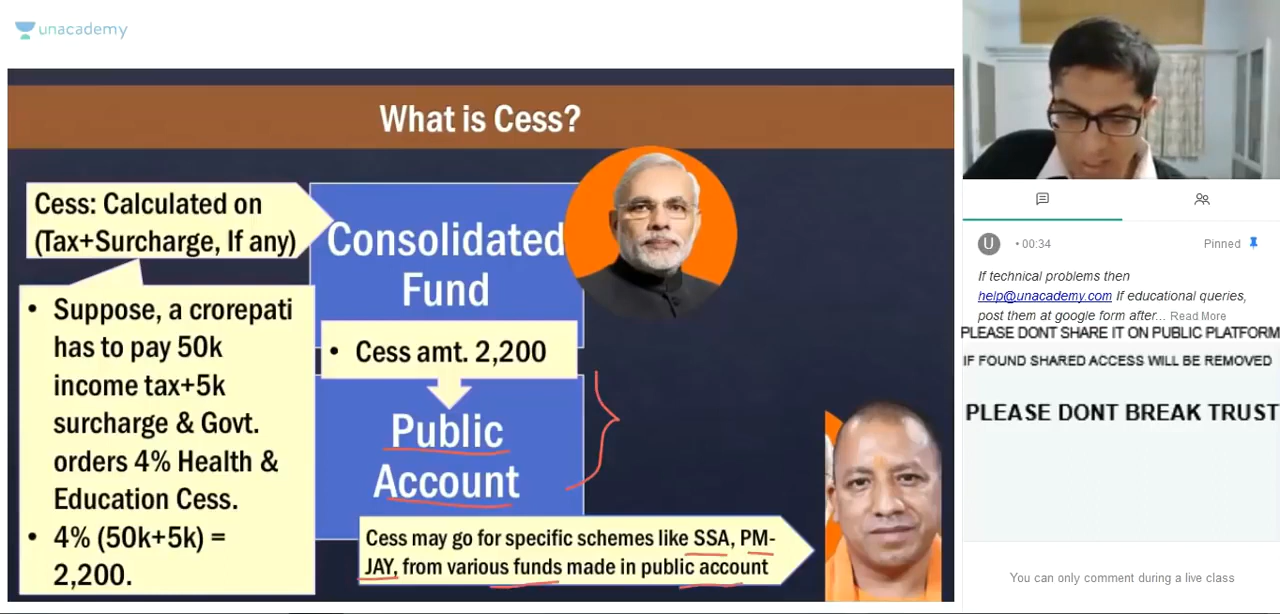 unacademy
What is Cess?
Cess: Calculated on
(Tax+Surcharge, If any)
• Suppose, a crorepati
has to pay 50k
income tax+5k
surcharge & Govt.
orders 4% Health &
Education Cess.
• 4% (50k+5k) =
2,200.
Consolidated
Fund
• Cess amt. 2,200
Public
Account
Cess may go for specific schemes like SSA, PM-
JAY, from various funds made in public account
U • 00:34 Pinned
If technical problems then
help@unacademy.com If educational queries,
post them at google form after... Read More
PLEASE DONT SHARE IT ON PUBLIC PLATFORM
IF FOUND SHARED ACCESS WILL BE REMOVED
PLEASE DONT BREAK TRUST
You can only comment during a live class